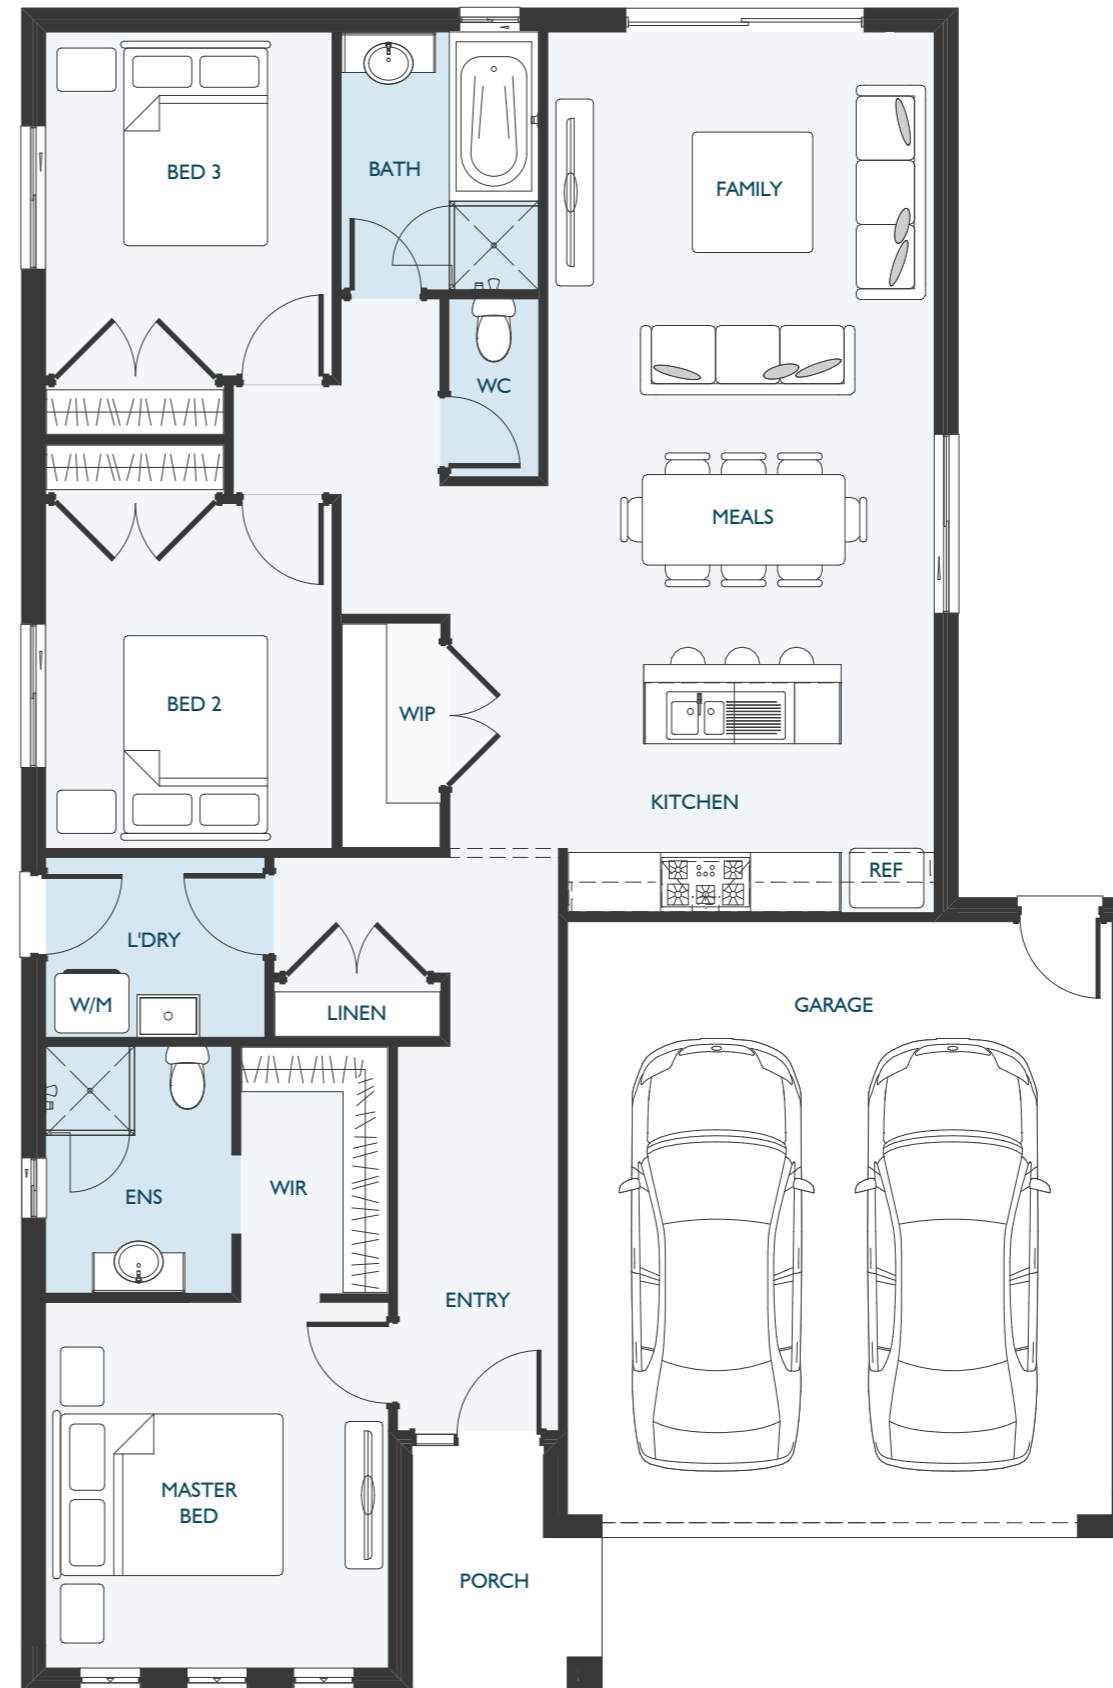 BED 3
BATH
FAMILY
WC
MEALS
BED 2
WIP
KITCHEN
REF
L'DRY
W/M
LINEN
GARAGE
ENS
WIR
ENTRY
MASTER
BED
PORCH